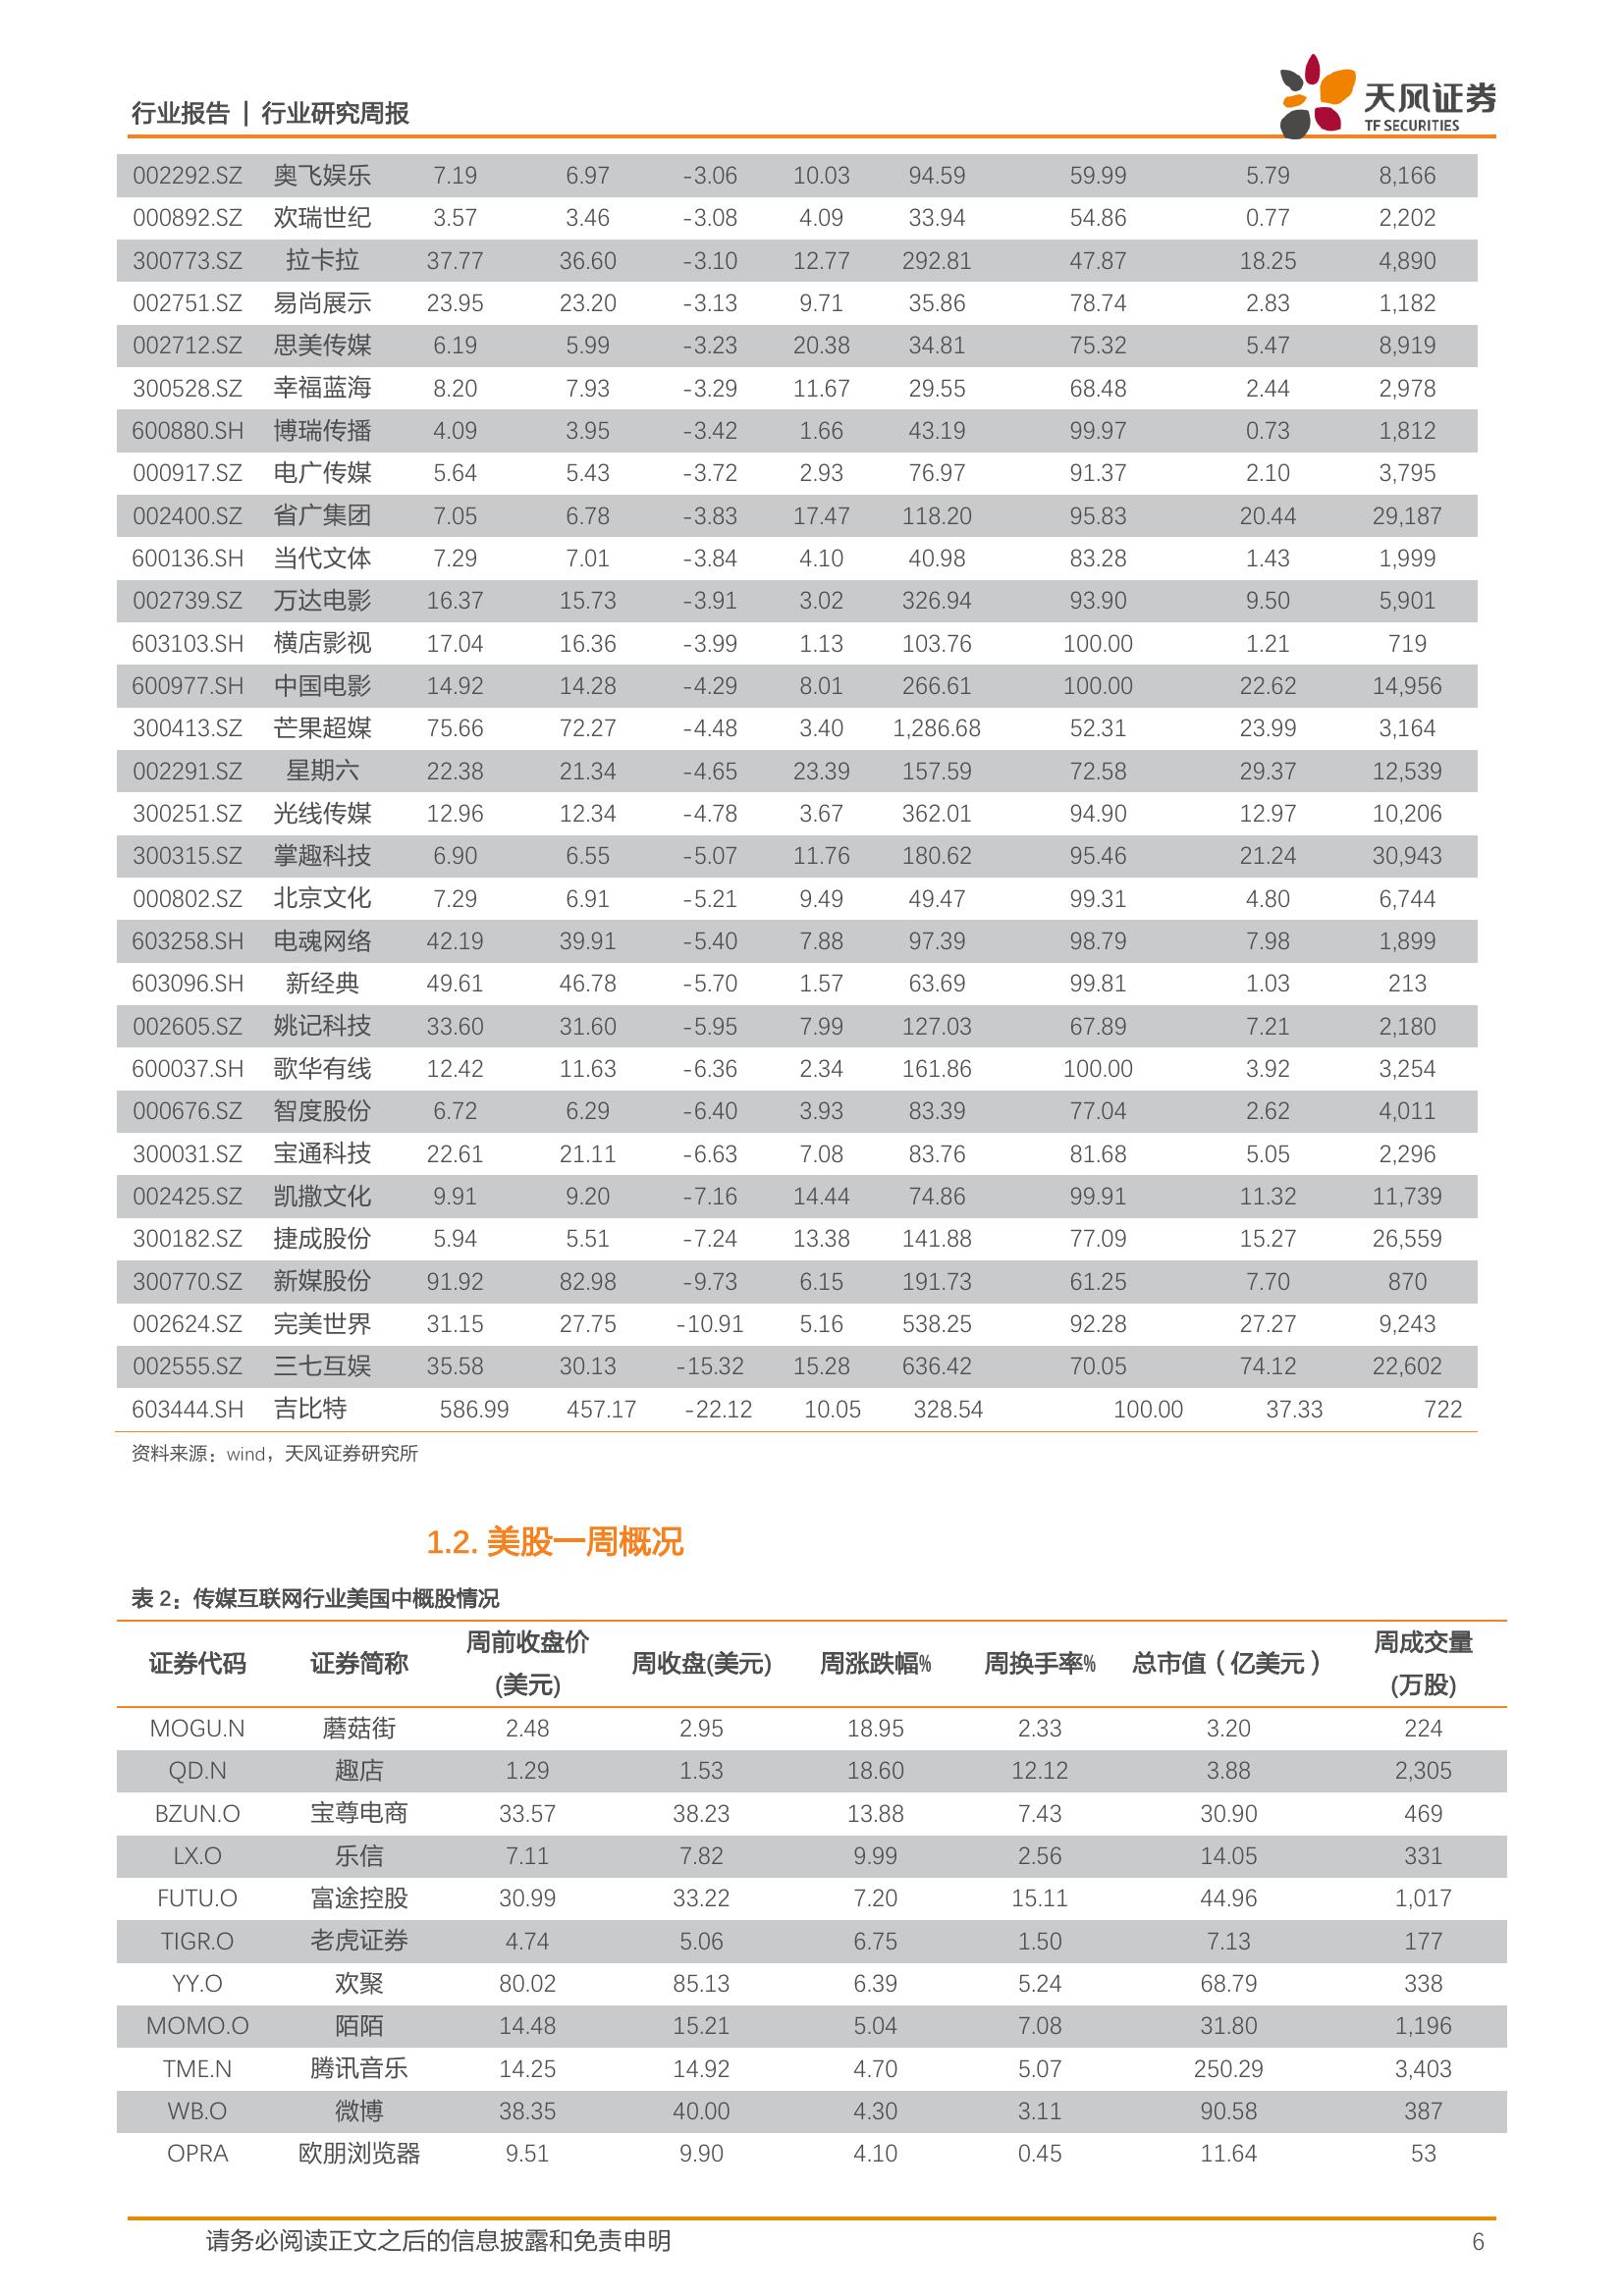 行业报告 | 行业研究周报
天风证券
TF SECURITIES
002292.SZ 奥飞娱乐 7.19 6.97 -3.06 10.03 94.59 59.99 5.79 8,166
000892.SZ 欢瑞世纪 3.57 3.46 -3.08 4.09 33.94 54.86 0.77 2,202
300773.SZ 拉卡拉 37.77 36.60 -3.10 12.77 292.81 47.87 18.25 4,890
002751.SZ 易尚展示 23.95 23.20 -3.13 9.71 35.86 78.74 2.83 1,182
002712.SZ 思美传媒 6.19 5.99 -3.23 20.38 34.81 75.32 5.47 8,919
300528.SZ 幸福蓝海 8.20 7.93 -3.29 11.67 29.55 68.48 2.44 2,978
600880.SH 博瑞传播 4.09 3.95 -3.42 1.66 43.19 99.97 0.73 1,812
000917.SZ 电广传媒 5.64 5.43 -3.72 2.93 76.97 91.37 2.10 3,795
002400.SZ 省广集团 7.05 6.78 -3.83 17.47 118.20 95.83 20.44 29,187
600136.SH 当代文体 7.29 7.01 -3.84 4.10 40.98 83.28 1.43 1,999
002739.SZ 万达电影 16.37 15.73 -3.91 3.02 326.94 93.90 9.50 5,901
603103.SH 横店影视 17.04 16.36 -3.99 1.13 103.76 100.00 1.21 719
600977.SH 中国电影 14.92 14.28 -4.29 8.01 266.61 100.00 22.62 14,956
300413.SZ 芒果超媒 75.66 72.27 -4.48 3.40 1,286.68 52.31 23.99 3,164
002291.SZ 星期六 22.38 21.34 -4.65 23.39 157.59 72.58 29.37 12,539
300251.SZ 光线传媒 12.96 12.34 -4.78 3.67 362.01 94.90 12.97 10,206
300315.SZ 掌趣科技 6.90 6.55 -5.07 11.76 180.62 95.46 21.24 30,943
000802.SZ 北京文化 7.29 6.91 -5.21 9.49 49.47 99.31 4.80 6,744
603258.SH 电魂网络 42.19 39.91 -5.40 7.88 97.39 98.79 7.98 1,899
603096.SH 新经典 49.61 46.78 -5.70 1.57 63.69 99.81 1.03 213
002605.SZ 姚记科技 33.60 31.60 -5.95 7.99 127.03 67.89 7.21 2,180
600037.SH 歌华有线 12.42 11.63 -6.36 2.34 161.86 100.00 3.92 3,254
000676.SZ 智度股份 6.72 6.29 -6.40 3.93 83.39 77.04 2.62 4,011
300031.SZ 宝通科技 22.61 21.11 -6.63 7.08 83.76 81.68 5.05 2,296
002425.SZ 凯撒文化 9.91 9.20 -7.16 14.44 74.86 99.91 11.32 11,739
300182.SZ 捷成股份 5.94 5.51 -7.24 13.38 141.88 77.09 15.27 26,559
300770.SZ 新媒股份 91.92 82.98 -9.73 6.15 191.73 61.25 7.70 870
002624.SZ 完美世界 31.15 27.75 -10.91 5.16 538.25 92.28 27.27 9,243
002555.SZ 三七互娱 35.58 30.13 -15.32 15.28 636.42 70.05 74.12 22,602
603444.SH 吉比特 586.99 457.17 -22.12 10.05 328.54 100.00 37.33 722
资料来源：wind，天风证券研究所
1.2. 美股一周概况
表 2：传媒互联网行业美国中概股情况
证券代码 证券简称 周前收盘价(美元) 周收盘(美元) 周涨跌幅% 周换手率% 总市值（亿美元） 周成交量(万股)
MOGU.N 蘑菇街 2.48 2.95 18.95 2.33 3.20 224
QD.N 趣店 1.29 1.53 18.60 12.12 3.88 2,305
BZUN.O 宝尊电商 33.57 38.23 13.88 7.43 30.90 469
LX.O 乐信 7.11 7.82 9.99 2.56 14.05 331
FUTU.O 富途控股 30.99 33.22 7.20 15.11 44.96 1,017
TIGR.O 老虎证券 4.74 5.06 6.75 1.50 7.13 177
YY.O 欢聚 80.02 85.13 6.39 5.24 68.79 338
MOMO.O 陌陌 14.48 15.21 5.04 7.08 31.80 1,196
TME.N 腾讯音乐 14.25 14.92 4.70 5.07 250.29 3,403
WB.O 微博 38.35 40.00 4.30 3.11 90.58 387
OPRA 欧朋浏览器 9.51 9.90 4.10 0.45 11.64 53
请务必阅读正文之后的信息披露和免责申明 6